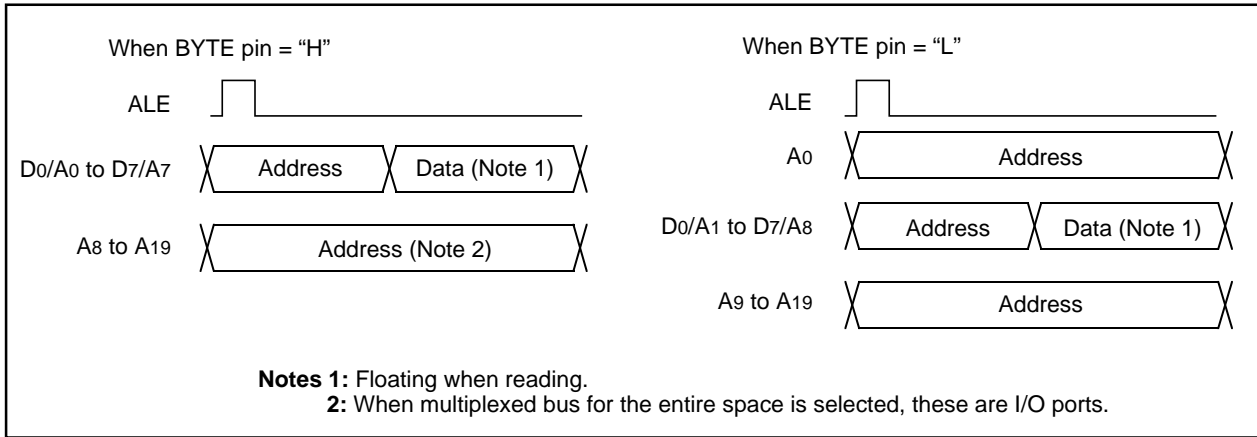 When BYTE pin = “H”
ALE
D0/A0 to D7/A7
Address
Data (Note 1)
A8 to A19
Address (Note 2)
When BYTE pin = “L”
ALE
A0
Address
D0/A1 to D7/A8
Address
Data (Note 1)
A9 to A19
Address
Notes 1: Floating when reading.
2: When multiplexed bus for the entire space is selected, these are I/O ports.